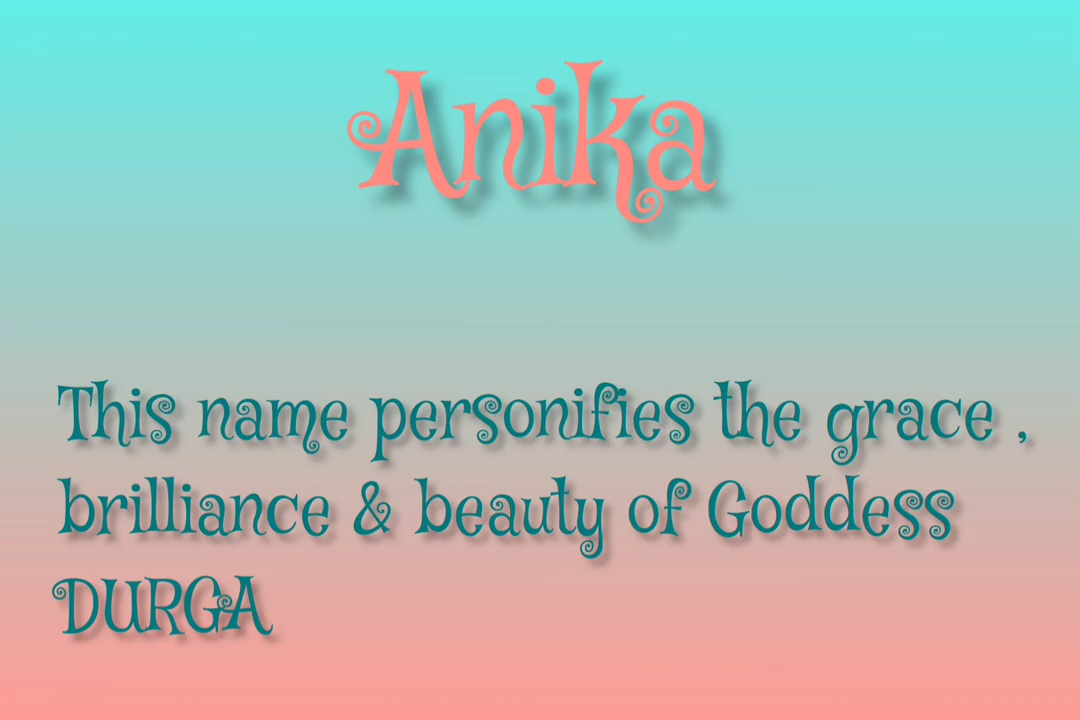 Anika
This name personifies the grace ,
brilliance & beauty of Goddess
DURGA